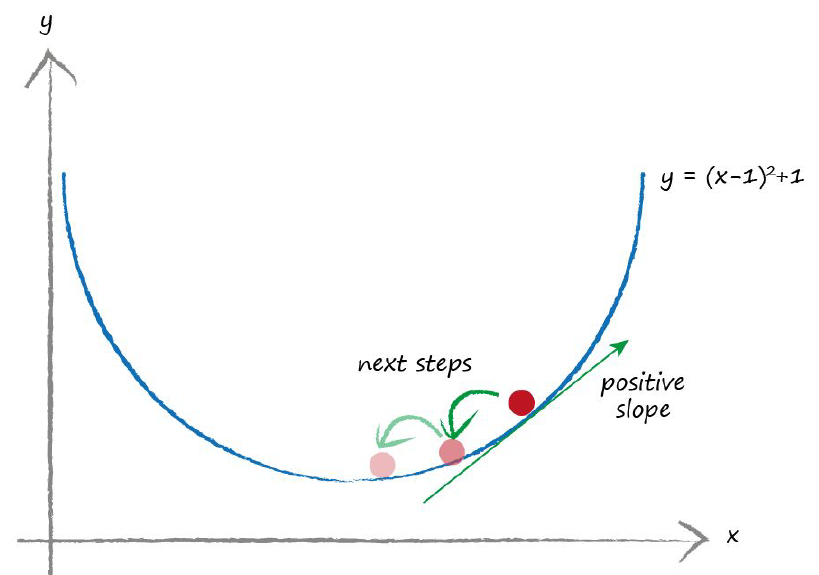 y
y = (x-1)²+1
next steps
positive
slope
x